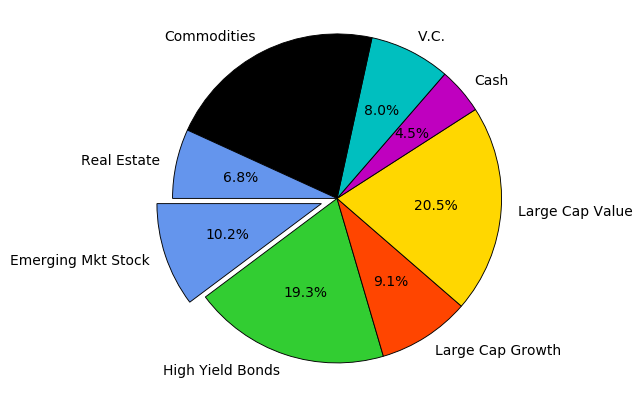 Commodities
V.C.
Cash
8.0%
4.5%
Real Estate
6.8%
20.5%
Large Cap Value
10.2%
Emerging Mkt Stock
9.1%
19.3%
Large Cap Growth
High Yield Bonds